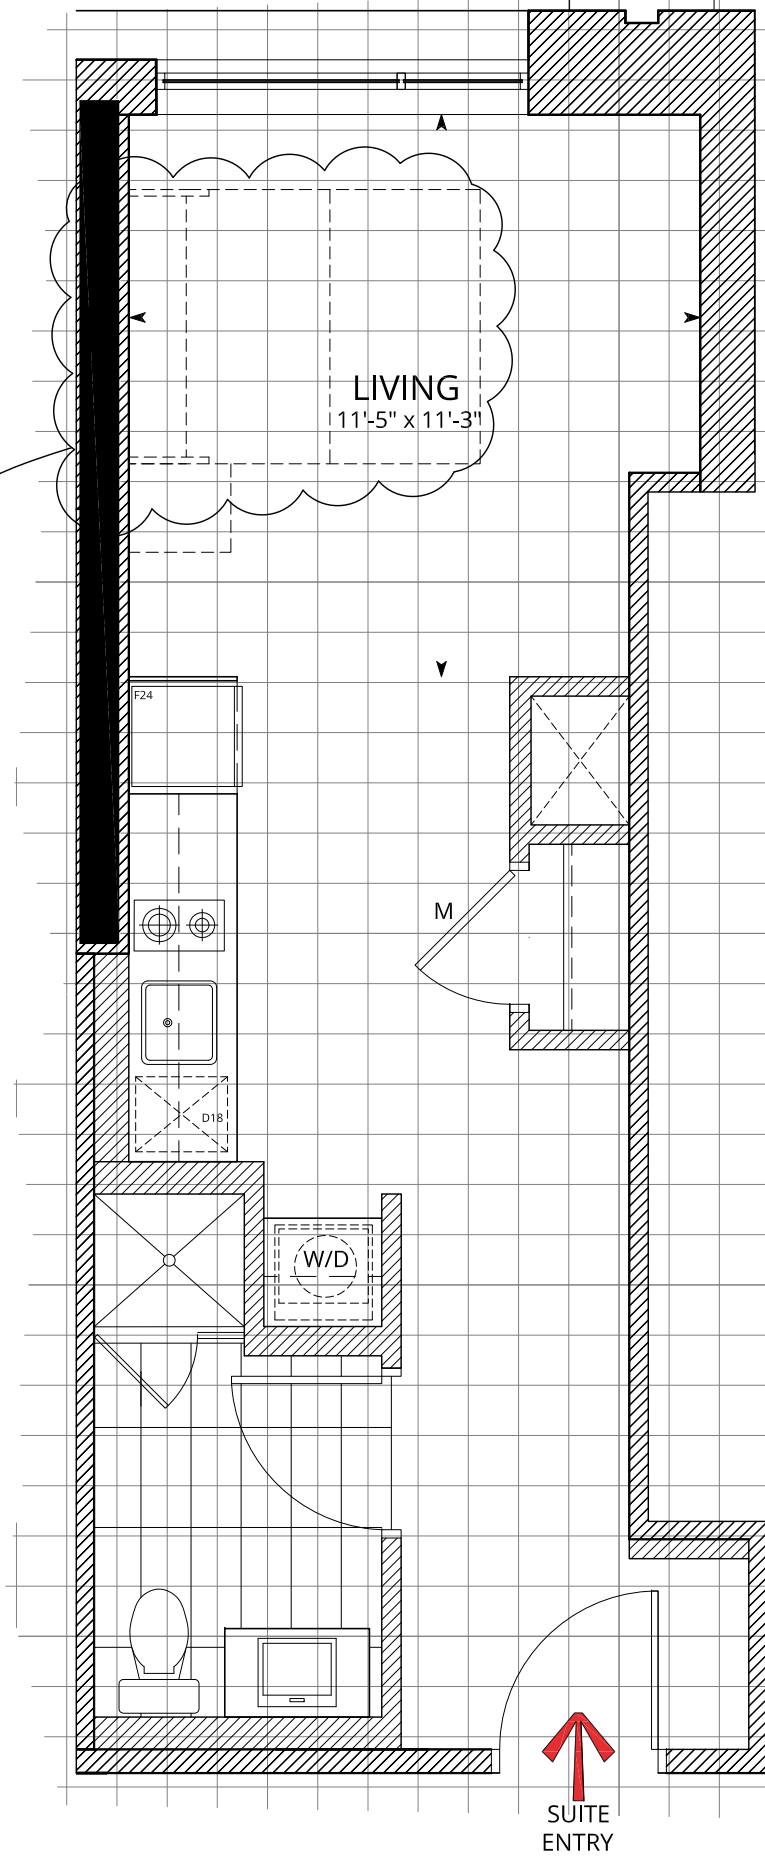 LIVING
11'-5" x 11'-3"
F24
M
D18
W/D
SUITE
ENTRY